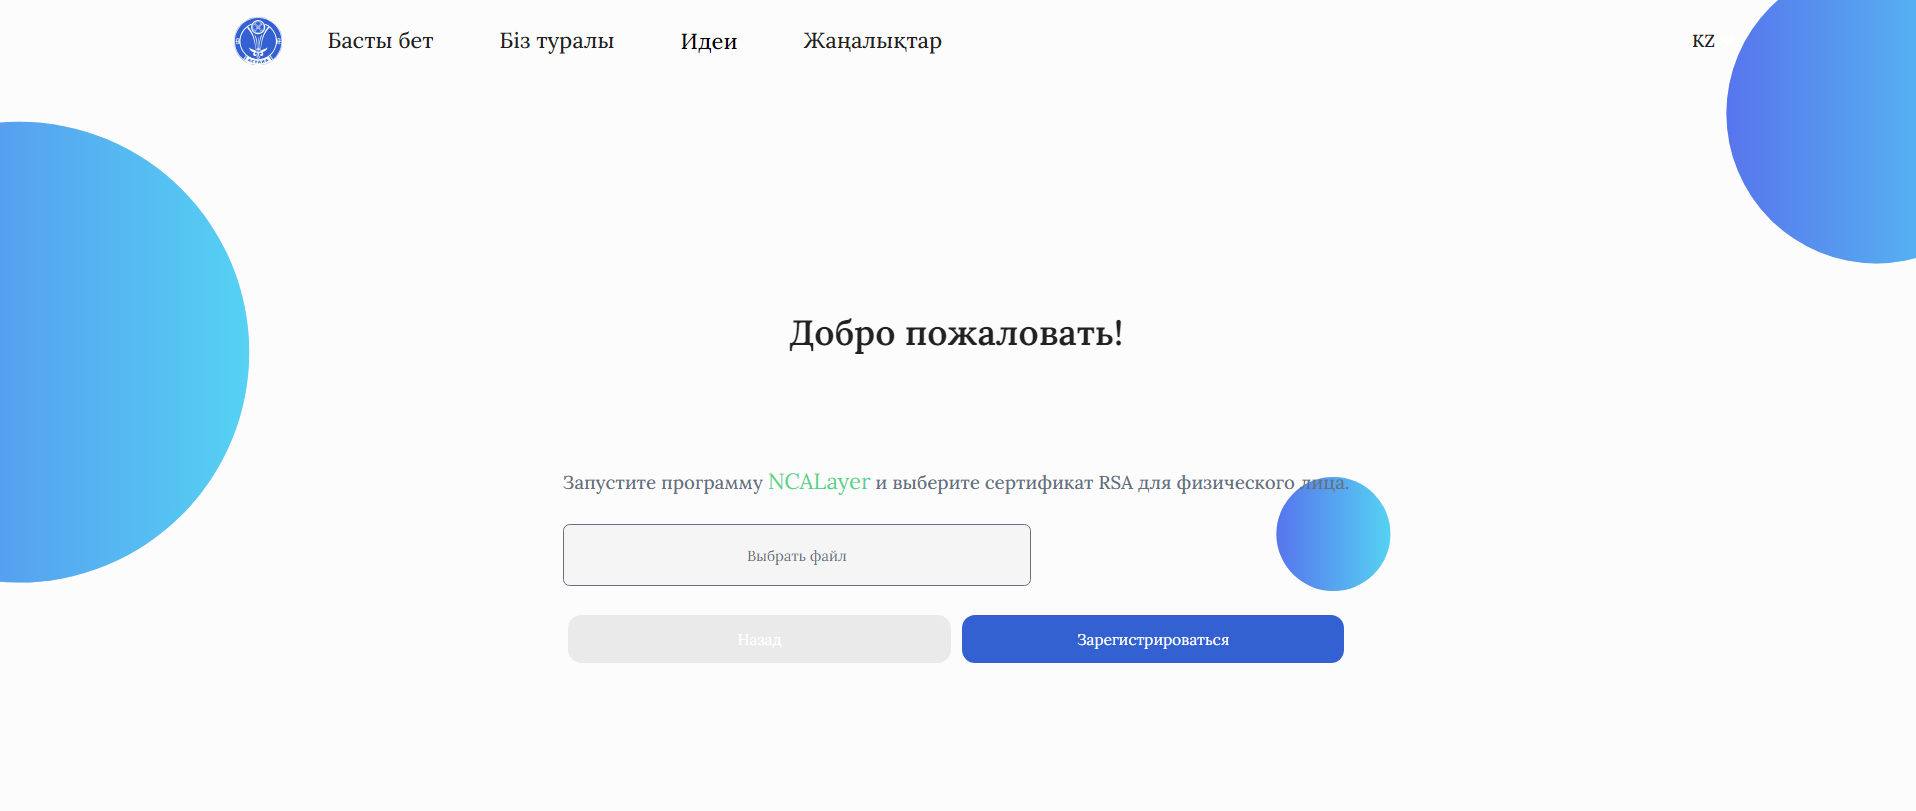 Басты бет Біз туралы Идеи Жаңалықтар KZ
АСТАНА
Добро пожаловать!
Запустите программу NCALayer и выберите сертификат RSA для физического лица.
Выбрать файл
Назад Зарегистрироваться